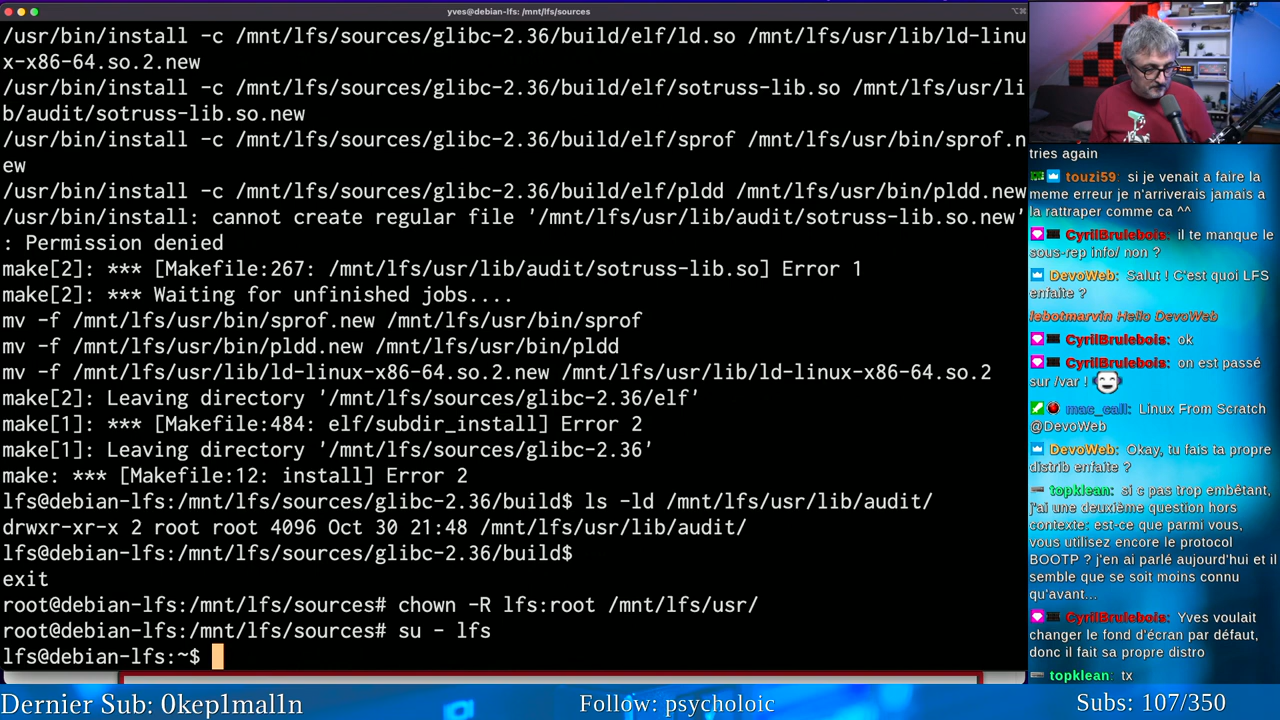 yves@debian-lfs: /mnt/lfs/sources
/usr/bin/install -c /mnt/lfs/sources/glibc-2.36/build/elf/ld.so /mnt/lfs/usr/lib/ld-linu
x-x86-64.so.2.new
/usr/bin/install -c /mnt/lfs/sources/glibc-2.36/build/elf/sotruss-lib.so /mnt/lfs/usr/li
b/audit/sotruss-lib.so.new
/usr/bin/install -c /mnt/lfs/sources/glibc-2.36/build/elf/sprof /mnt/lfs/usr/bin/sprof.n
ew
/usr/bin/install -c /mnt/lfs/sources/glibc-2.36/build/elf/pldd /mnt/lfs/usr/bin/pldd.new
/usr/bin/install: cannot create regular file '/mnt/lfs/usr/lib/audit/sotruss-lib.so.new'
: Permission denied
make[2]: *** [Makefile:267: /mnt/lfs/usr/lib/audit/sotruss-lib.so] Error 1
make[2]: *** Waiting for unfinished jobs....
mv -f /mnt/lfs/usr/bin/sprof.new /mnt/lfs/usr/bin/sprof
mv -f /mnt/lfs/usr/bin/pldd.new /mnt/lfs/usr/bin/pldd
mv -f /mnt/lfs/usr/lib/ld-linux-x86-64.so.2.new /mnt/lfs/usr/lib/ld-linux-x86-64.so.2
make[2]: Leaving directory '/mnt/lfs/sources/glibc-2.36/elf'
make[1]: *** [Makefile:484: elf/subdir_install] Error 2
make[1]: Leaving directory '/mnt/lfs/sources/glibc-2.36'
make: *** [Makefile:12: install] Error 2
lfs@debian-lfs:/mnt/lfs/sources/glibc-2.36/build$ ls -ld /mnt/lfs/usr/lib/audit/
drwxr-xr-x 2 root root 4096 Oct 30 21:48 /mnt/lfs/usr/lib/audit/
lfs@debian-lfs:/mnt/lfs/sources/glibc-2.36/build$
exit
root@debian-lfs:/mnt/lfs/sources# chown -R lfs:root /mnt/lfs/usr/
root@debian-lfs:/mnt/lfs/sources# su - lfs
lfs@debian-lfs:~$
tries again
touzi59: si je venait a faire la
meme erreur je n'arriverais jamais a
la rattraper comme ca ^^
CyrilBrulebois: il te manque le
sous-rep info/ non ?
DevoWeb: Salut ! C'est quoi LFS
enfaite ?
lebotmarvin Hello DevoWeb
CyrilBrulebois: ok
CyrilBrulebois: on est passé
sur /var !
mac_call: Linux From Scratch
@DevoWeb
DevoWeb: Okay, tu fais ta propre
distrib enfaite ?
topklean: si c pas trop embêtant,
j'ai une deuxième question hors
contexte: est-ce que parmi vous,
vous utilisez encore le protocol
BOOTP ? j'en ai parlé aujourd'hui et il
semble que se soit moins connu
qu'avant...
CyrilBrulebois: Yves voulait
changer le fond d'écran par défaut,
donc il fait sa propre distro
topklean: tx
Dernier Sub: 0kep1mal1n
Follow: psycholoic
Subs: 107/350